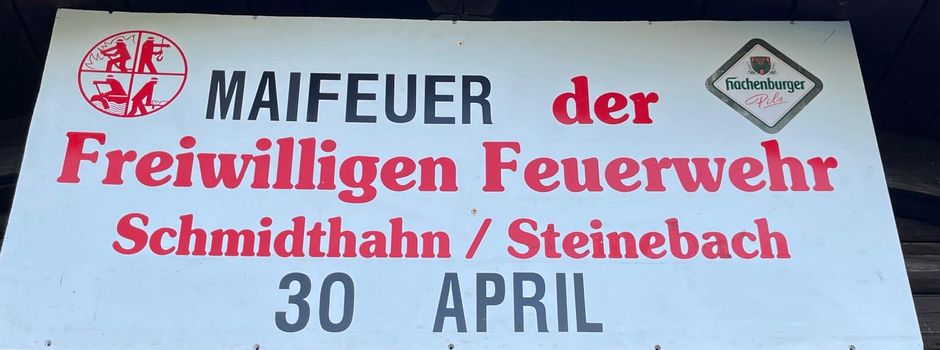 MAIFEUER der
Hachenburger
Pils
Freiwilligen Feuerwehr
Schmidthahn / Steinebach
30 APRIL